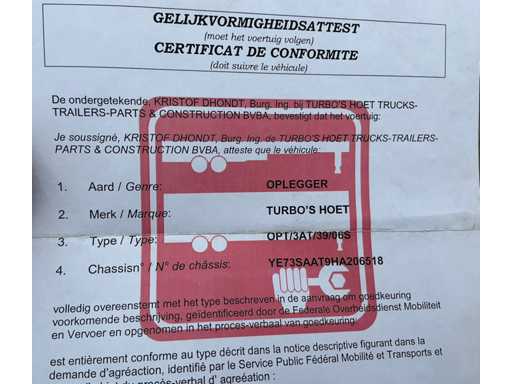 GELIJKVORMIGHEIDSATTEST
(moet het voertuig volgen)
CERTIFICAT DE CONFORMITE
(doit suivre le véhicule)
De ondergetekende, KRISTOF DHONDT, Burg. Ing. bij TURBO'S HOET TRUCKS-
TRAILERS-PARTS & CONSTRUCTION BVBA, bevestigt dat het voertuig:
Je soussigné, KRISTOF DHONDT, Burg. Ing. de TURBO'S HOET TRUCKS-TRAILERS-
PARTS & CONSTRUCTION BVBA, atteste que le véhicule:
1. Aard / Genre: OPLEGGER
2. Merk / Marque: TURBO'S HOET
3. Type / Type: OPT/3AT/39/06S
4. Chassisn° / N° de châsis: YE73SAAT9HA206518
volledig overeenstemt met het type beschreven in de aanvraag om goedkeuring
voorkomende beschrijving, geïdentificeerd door de Federale Overheidsdienst Mobiliteit
en Vervoer en opgenomen in het proces-verbaal van goedkeuring:
est entièrement conforme au type décrit dans la notice descriptive figurant dans la
demande d'agréaction, identifié par le Service Public Fédéral Mobilité et Transports et
du procès-verbal d' agréeation :